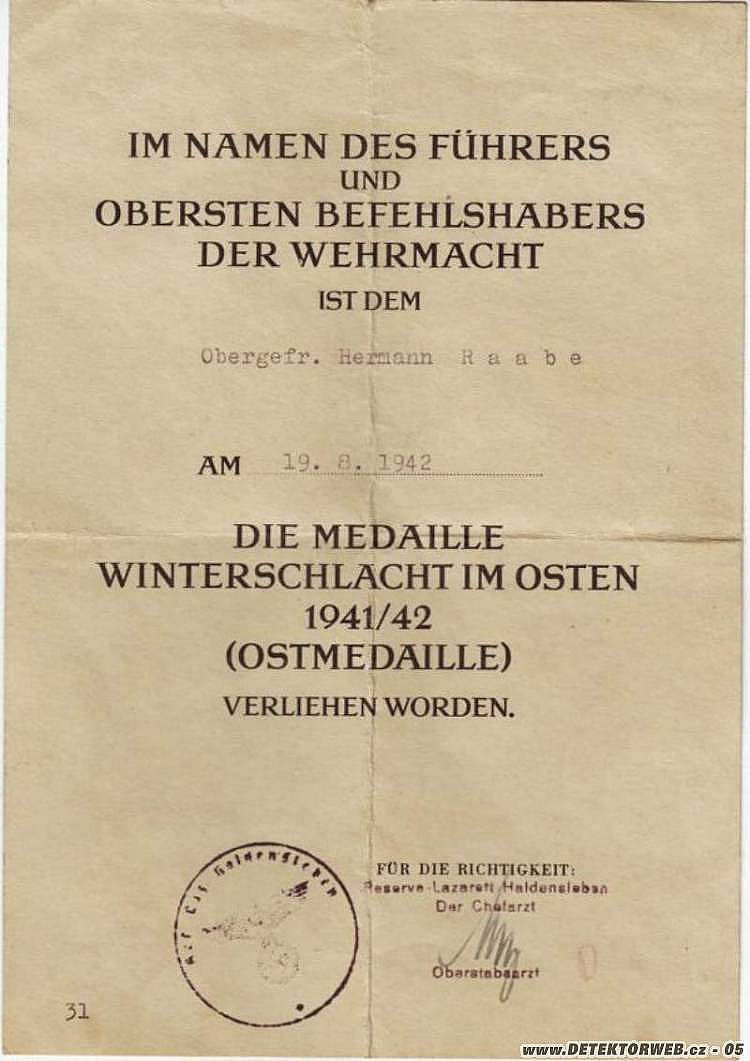 IM NAMEN DES FÜHRERS
UND
OBERSTEN BEFEHLSHABERS
DER WEHRMACHT
IST DEM
Obergefr. Hermann R a a b e
AM 19. 8. 1942
DIE MEDAILLE
WINTERSCHLACHT IM OSTEN
1941/42
(OSTMEDAILLE)
VERLIEHEN WORDEN.
FÜR DIE RICHTIGKEIT:
Reserve-Lazarett Haldensleben
Der Chefarzt
Oberstabsarzt
Haldensleben
31
www.DETEKTORWEB.cz - 05